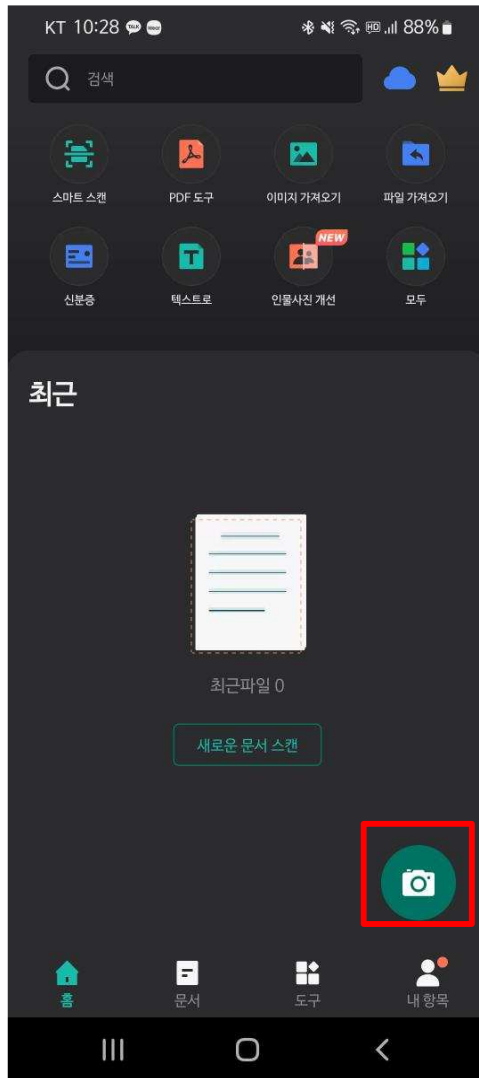 KT 10:28 TALK
88%
검색
스마트 스캔
PDF 도구
이미지 가져오기
파일 가져오기
신분증
텍스트로
NEW
인물사진 개선
모두
최근
최근파일 0
새로운 문서 스캔
홈
문서
도구
내 항목